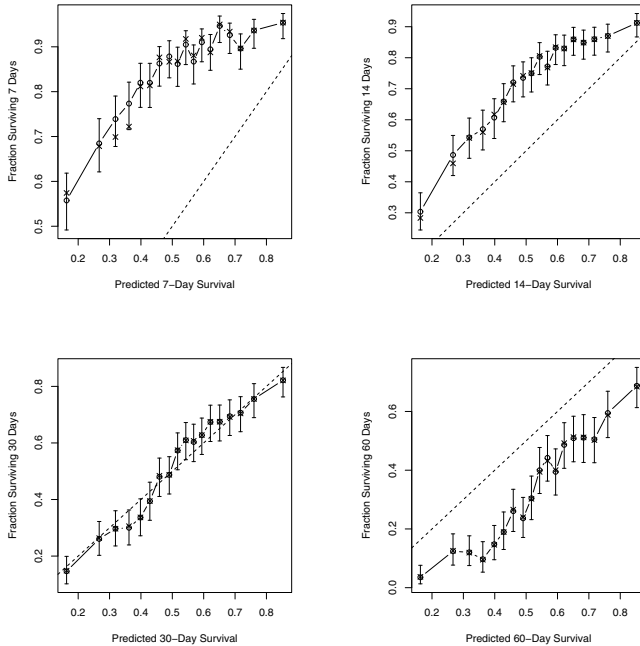 0.5 0.6 0.7 0.8 0.9
Fraction Surviving 7 Days
0.2 0.3 0.4 0.5 0.6 0.7 0.8
Predicted 7−Day Survival
0.3 0.4 0.5 0.6 0.7 0.8 0.9
Fraction Surviving 14 Days
0.2 0.3 0.4 0.5 0.6 0.7 0.8
Predicted 14−Day Survival
0.2 0.4 0.6 0.8
Fraction Surviving 30 Days
0.2 0.3 0.4 0.5 0.6 0.7 0.8
Predicted 30−Day Survival
0.0 0.2 0.4 0.6
Fraction Surviving 60 Days
0.2 0.3 0.4 0.5 0.6 0.7 0.8
Predicted 60−Day Survival